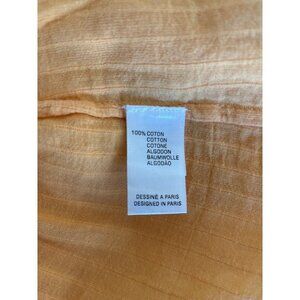 100% COTON
COTTON
COTONE
ALGODON
BAUMWOLLE
ALGODÃO
DESSINÉ A PARIS
DESIGNED IN PARIS